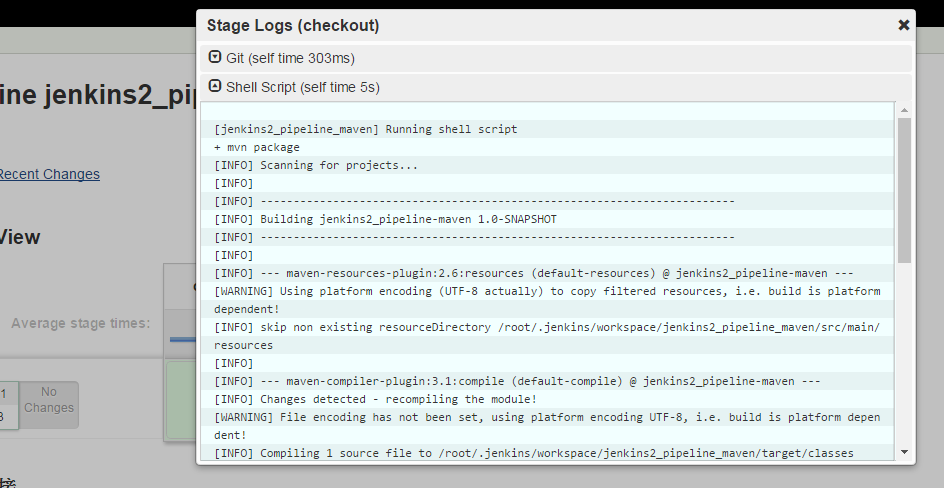 Stage Logs (checkout)
Git (self time 303ms)
Shell Script (self time 5s)
[jenkins2_pipeline_maven] Running shell script
+ mvn package
[INFO] Scanning for projects...
[INFO]
[INFO] ------------------------------------------------------------------------
[INFO] Building jenkins2_pipeline-maven 1.0-SNAPSHOT
[INFO] ------------------------------------------------------------------------
[INFO]
[INFO] --- maven-resources-plugin:2.6:resources (default-resources) @ jenkins2_pipeline-maven ---
[WARNING] Using platform encoding (UTF-8 actually) to copy filtered resources, i.e. build is platform
dependent!
[INFO] skip non existing resourceDirectory /root/.jenkins/workspace/jenkins2_pipeline_maven/src/main/
resources
[INFO]
[INFO] --- maven-compiler-plugin:3.1:compile (default-compile) @ jenkins2_pipeline-maven ---
[INFO] Changes detected - recompiling the module!
[WARNING] File encoding has not been set, using platform encoding UTF-8, i.e. build is platform depen
dent!
[INFO] Compiling 1 source file to /root/.jenkins/workspace/jenkins2_pipeline_maven/target/classes
ine jenkins2_pi
Recent Changes
View
Average stage times:
1
No
Changes
接